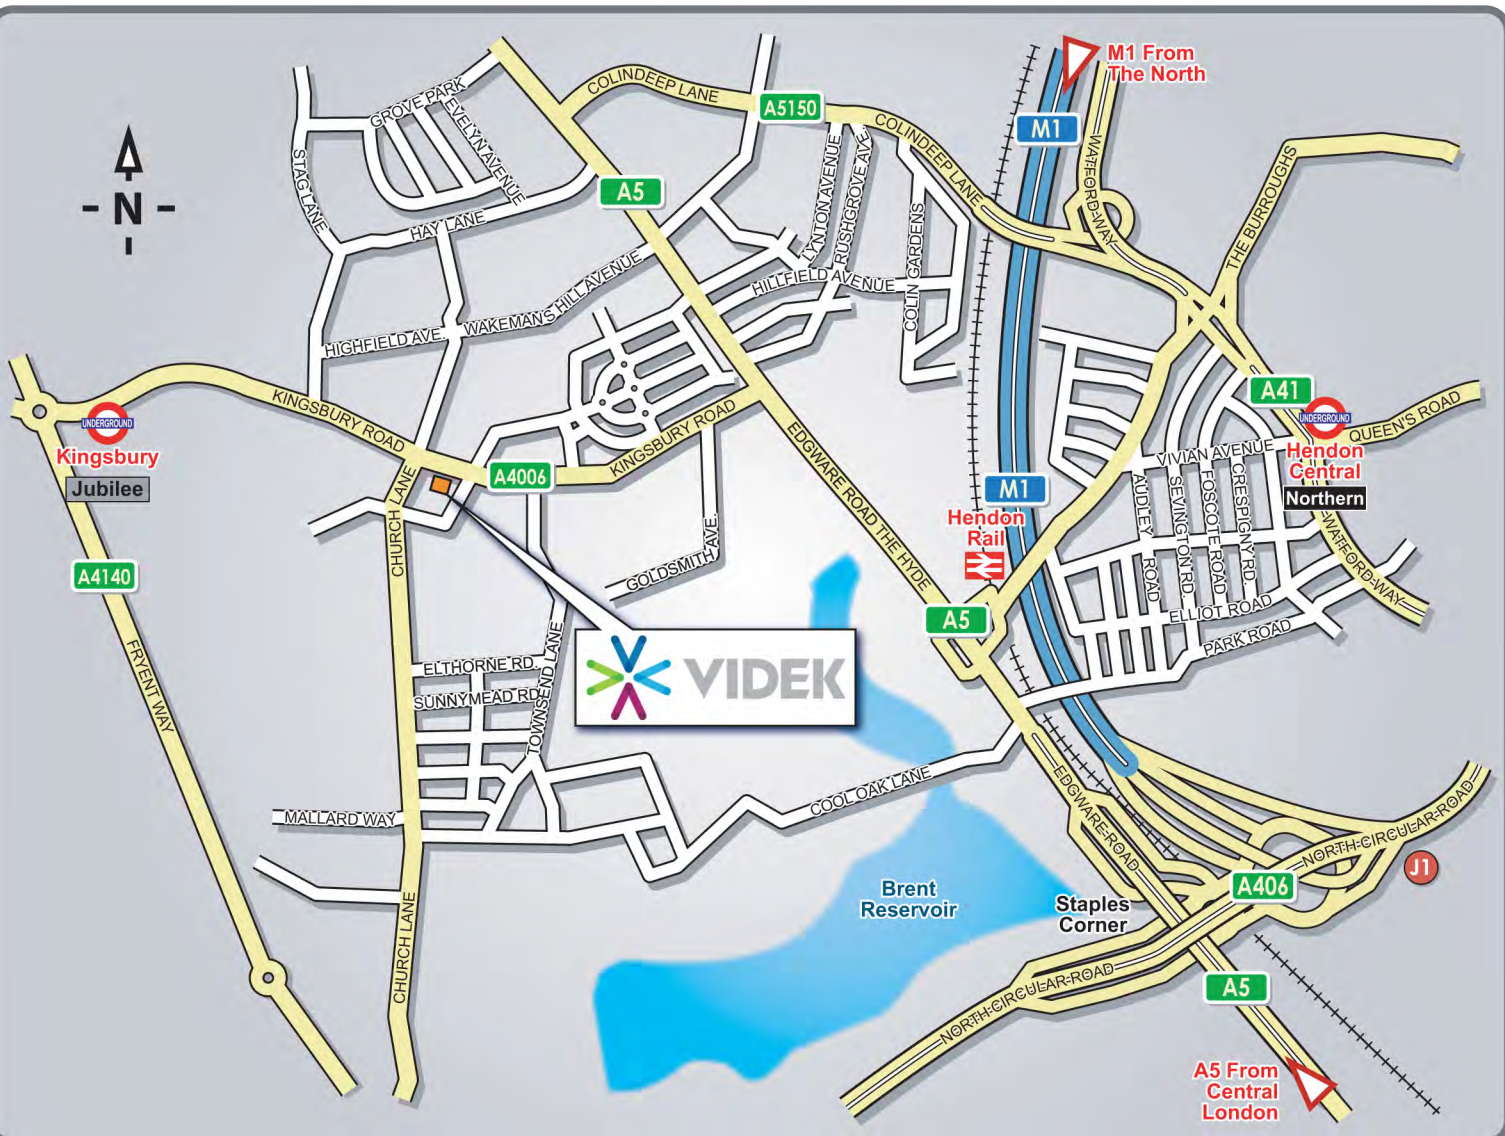 M1 From
The North
GROVE PARK
EVELYN AVENUE
COLINDEEP LANE
A5150
COLINDEEP LANE
M1
WATFORD-WAY
STAG LANE
HAY LANE
A5
LYNTON AVENUE
RUSHGROVE AVE.
COLIN GARDENS
THE BURROUGHS
N
HIGHFIELD AVE.
WAKEMAN'S HILL AVENUE
HILLFIELD AVENUE
KINGSBURY ROAD
KINGSBURY ROAD
A4006
UNDERGROUND
Kingsbury
Jubilee
A4140
FRYENT WAY
CHURCH LANE
EDGWARE ROAD THE HYDE
A41
UNDERGROUND
Hendon
Central
Northern
QUEEN'S ROAD
VIVIAN AVENUE
AUDLEY ROAD
SEVINGTON RD.
FOSCOTE ROAD
CRESPIGNY RD.
WATFORD-WAY
ELLIOT ROAD
PARK ROAD
M1
Hendon
Rail
A5
GOLDSMITH AVE.
VIDEK
ELTHORNE RD.
SUNNYMEAD RD.
TOWNSEND LANE
MALLARD WAY
COOL OAK LANE
CHURCH LANE
Brent
Reservoir
EDGWARE-ROAD
Staples
Corner
NORTH-CIRCULAR-ROAD
A406
J1
NORTH-CIRCULAR-ROAD
A5
A5 From
Central
London